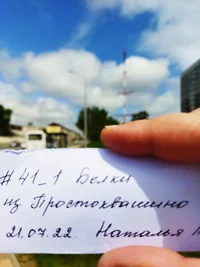 #41_1 Белки
из Простоквашино
21.07.22. Наталья